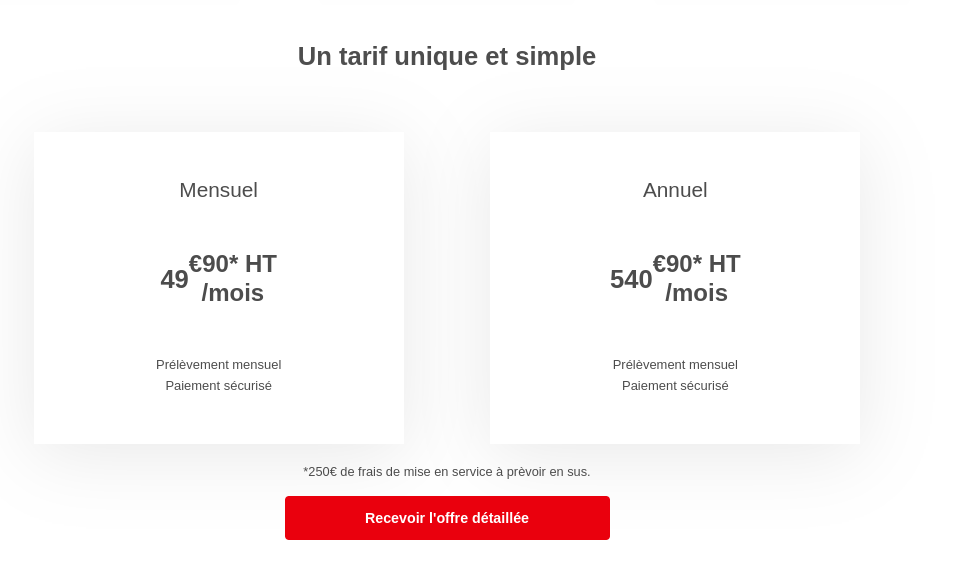 Un tarif unique et simple
Mensuel
49€90* HT
/mois
Prélèvement mensuel
Paiement sécurisé
Annuel
540€90* HT
/mois
Prélèvement mensuel
Paiement sécurisé
*250€ de frais de mise en service à prèvoir en sus.
Recevoir l'offre détaillée